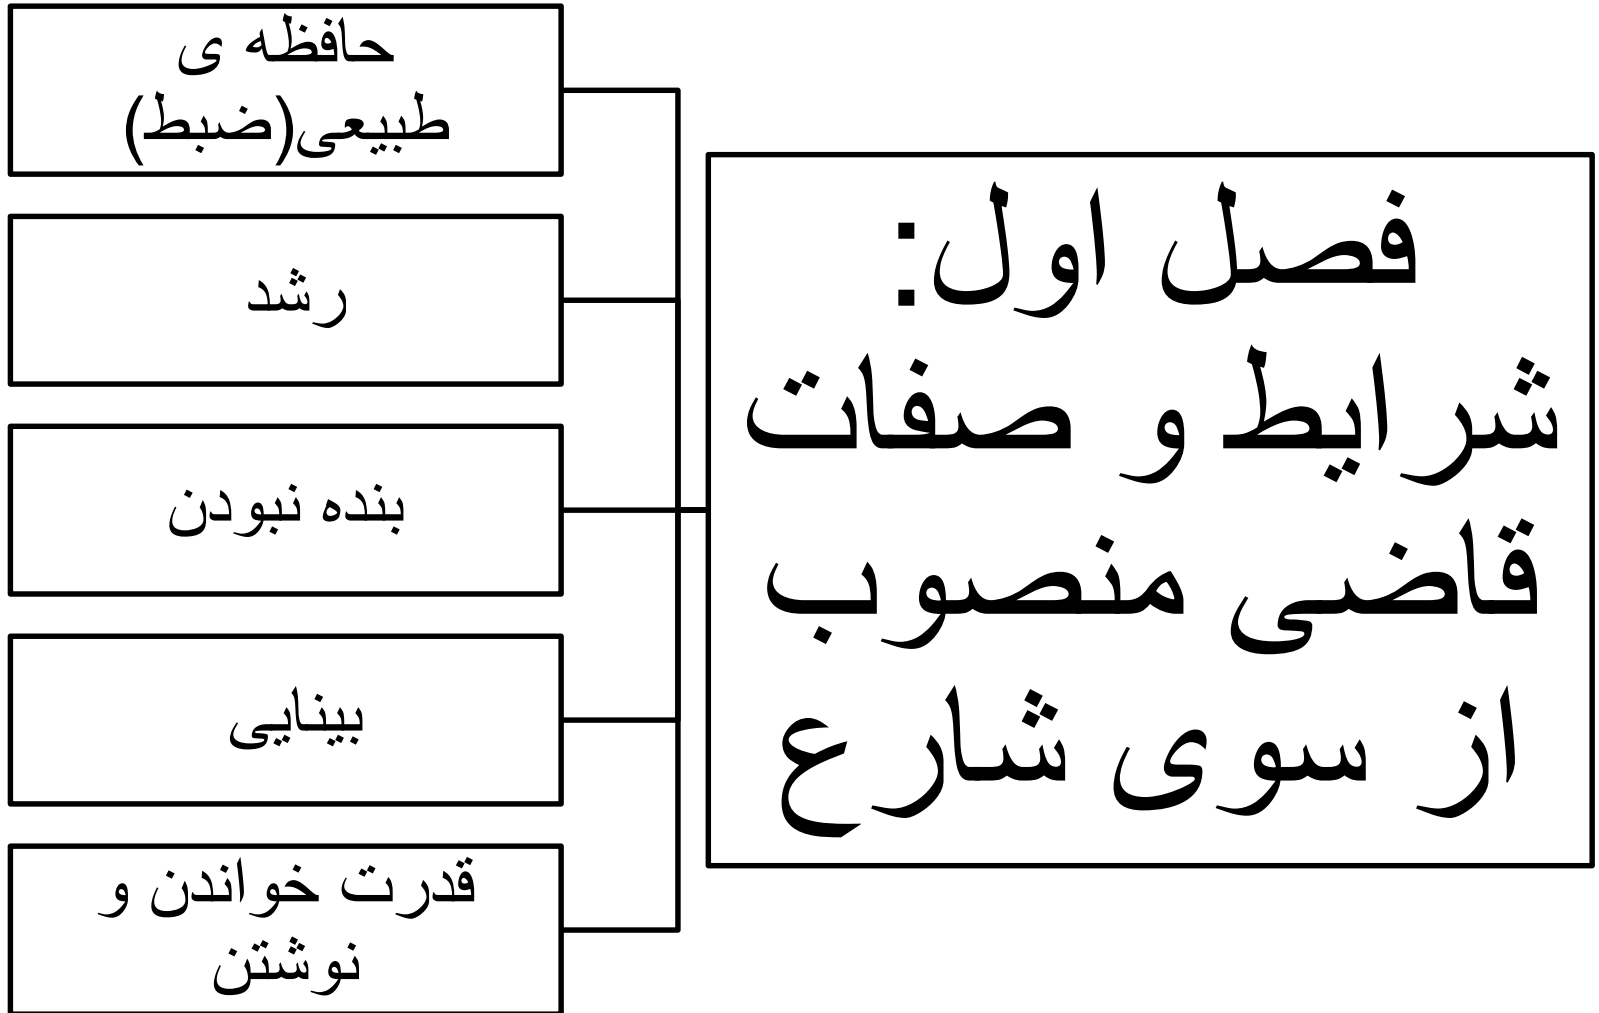 فصل اول:
شرایط و صفات
قاضی منصوب
از سوی شارع
حافظه ی
طبیعی(ضبط)
رشد
بنده نبودن
بینایی
قدرت خواندن و
نوشتن